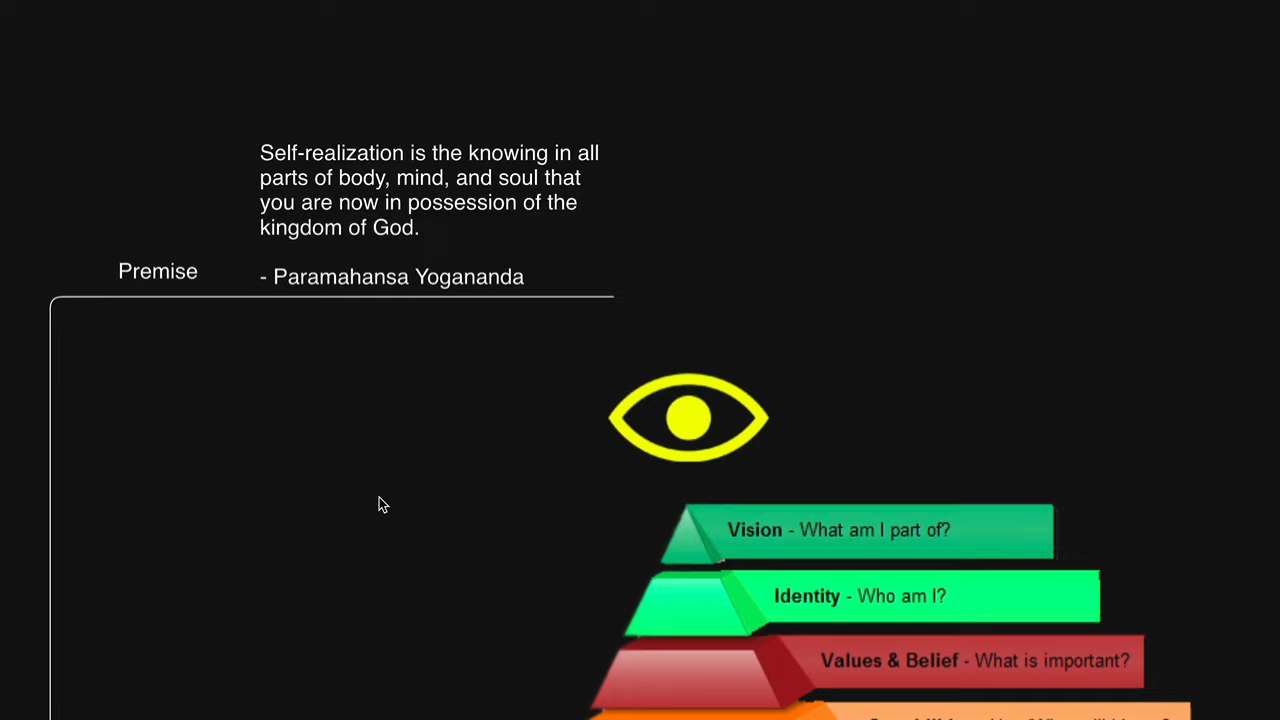 Self-realization is the knowing in all
parts of body, mind, and soul that
you are now in possession of the
kingdom of God.
Premise
- Paramahansa Yogananda
Vision - What am I part of?
Identity - Who am I?
Values & Belief - What is important?